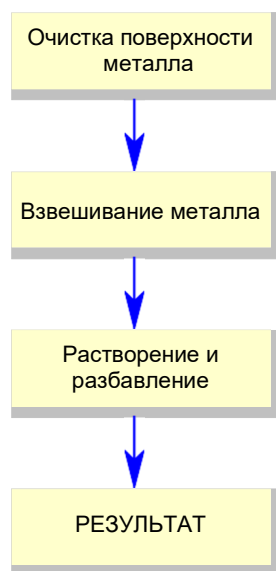 Очистка поверхности
металла
Взвешивание металла
Растворение и
разбавление
РЕЗУЛЬТАТ